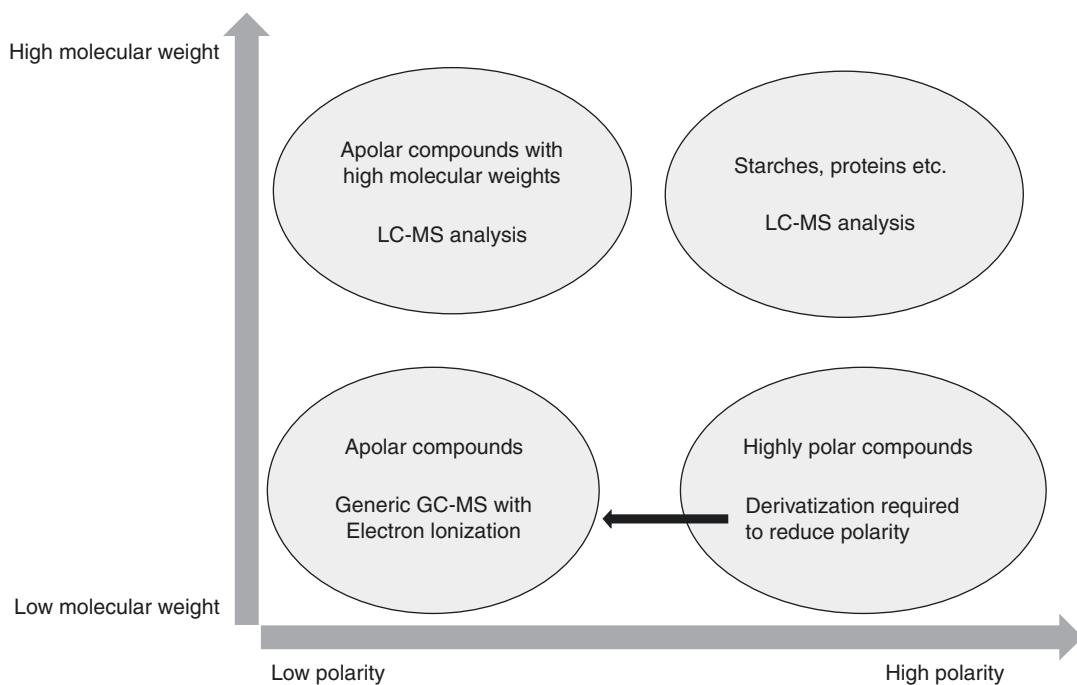 High molecular weight
Apolar compounds with
high molecular weights
LC-MS analysis
Starches, proteins etc.
LC-MS analysis
Apolar compounds
Generic GC-MS with
Electron Ionization
Highly polar compounds
Derivatization required
to reduce polarity
Low molecular weight
Low polarity
High polarity